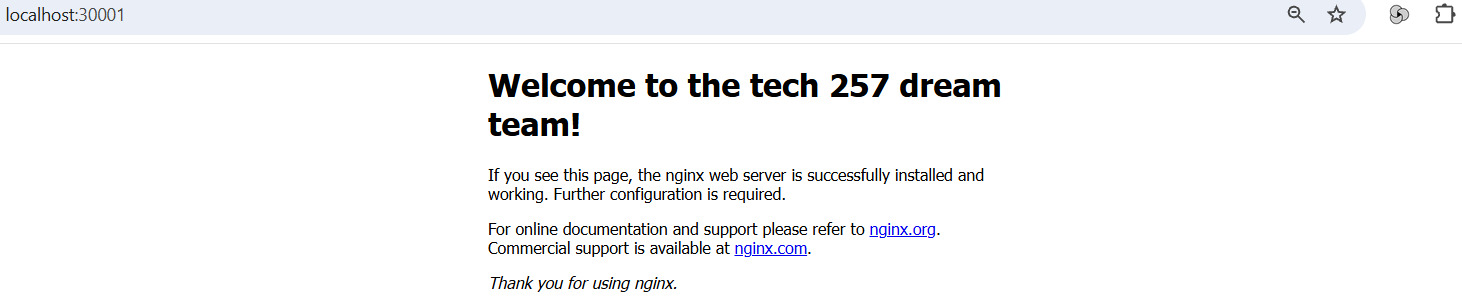 localhost:30001
Welcome to the tech 257 dream
team!
If you see this page, the nginx web server is successfully installed and
working. Further configuration is required.
For online documentation and support please refer to nginx.org.
Commercial support is available at nginx.com.
Thank you for using nginx.